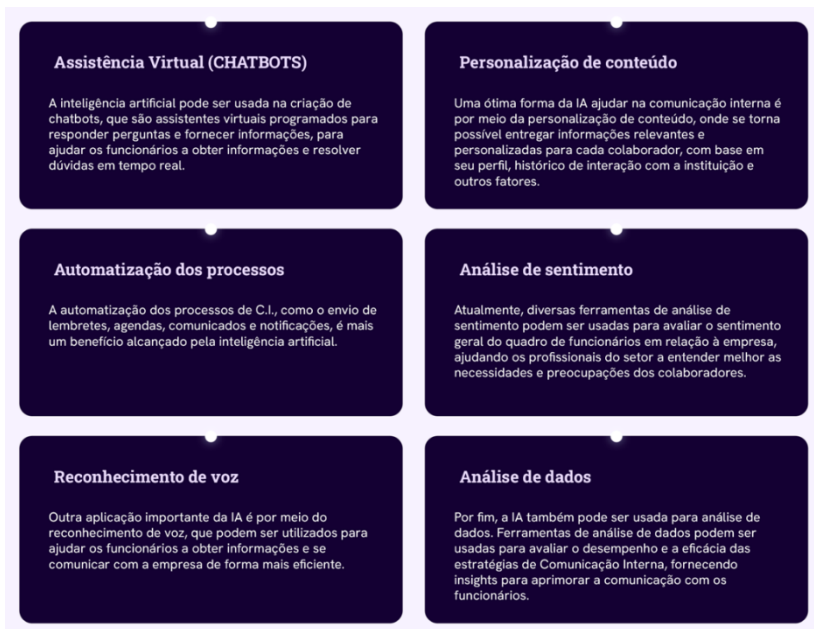 Assistência Virtual (CHATBOTS)
A inteligência artificial pode ser usada na criação de
chatbots, que são assistentes virtuais programados para
responder perguntas e fornecer informações, para
ajudar os funcionários a obter informações e resolver
dúvidas em tempo real.
Personalização de conteúdo
Uma ótima forma da IA ajudar na comunicação interna é
por meio da personalização de conteúdo, onde se torna
possível entregar informações relevantes e
personalizadas para cada colaborador, com base em
seu perfil, histórico de interação com a instituição e
outros fatores.
Automatização dos processos
A automatização dos processos de C.I., como o envio de
lembretes, agendas, comunicados e notificações, é mais
um benefício alcançado pela inteligência artificial.
Análise de sentimento
Atualmente, diversas ferramentas de análise de
sentimento podem ser usadas para avaliar o sentimento
geral do quadro de funcionários em relação à empresa,
ajudando os profissionais do setor a entender melhor as
necessidades e preocupações dos colaboradores.
Reconhecimento de voz
Outra aplicação importante da IA é por meio do
reconhecimento de voz, que podem ser utilizados para
ajudar os funcionários a obter informações e se
comunicar com a empresa de forma mais eficiente.
Análise de dados
Por fim, a IA também pode ser usada para análise de
dados. Ferramentas de análise de dados podem ser
usadas para avaliar o desempenho e a eficácia das
estratégias de Comunicação Interna, fornecendo
insights para aprimorar a comunicação com os
funcionários.